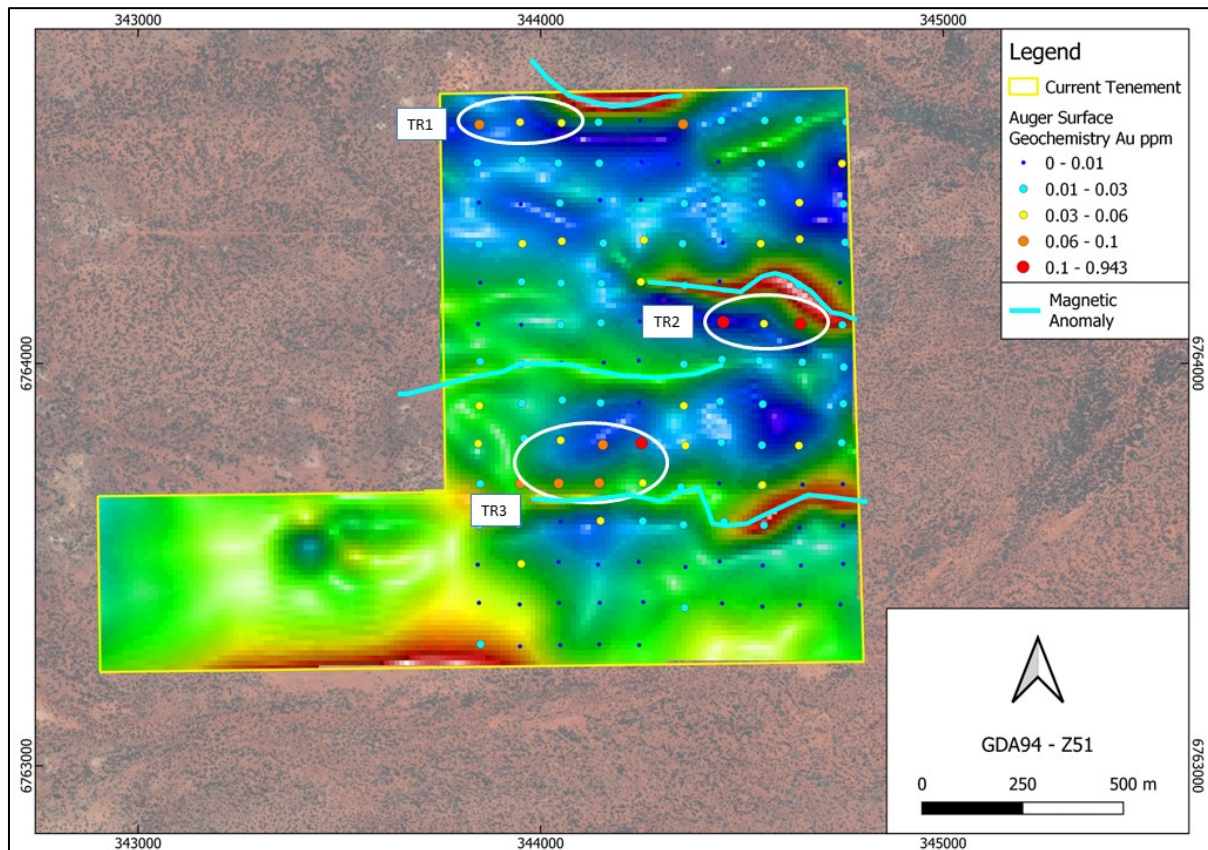 343000
344000
345000
Legend
Current Tenement
Auger Surface
Geochemistry Au ppm
0 - 0.01
0.01 - 0.03
0.03 - 0.06
0.06 - 0.1
0.1 - 0.943
Magnetic
Anomaly
TR1
TR2
TR3
6764000
6764000
6763000
6763000
GDA94 - Z51
0
250
500 m
343000
344000
345000